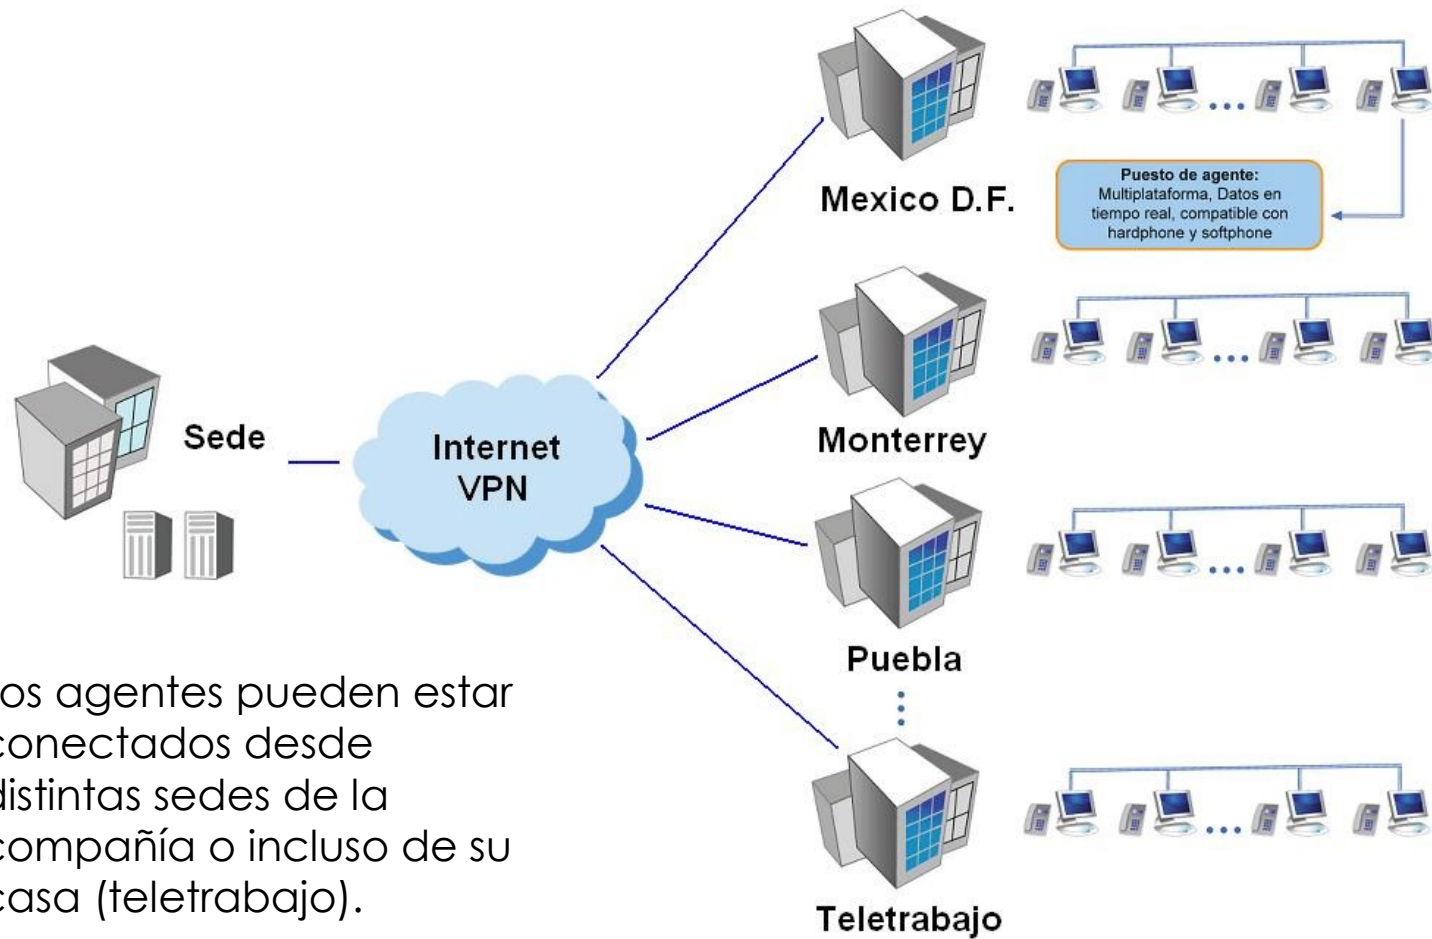 Mexico D.F.
Puesto de agente:
Multiplataforma, Datos en
tiempo real, compatible con
hardphone y softphone
Monterrey
Sede
Internet
VPN
Puebla
os agentes pueden estar
conectados desde
distintas sedes de la
compañía o incluso de su
casa (teletrabajo).
Teletrabajo